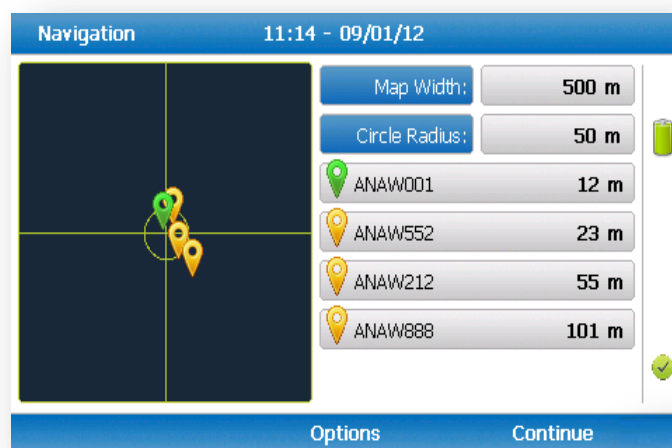 Navigation 11:14 - 09/01/12
Map Width: 500 m
Circle Radius: 50 m
ANAW001 12 m
ANAW552 23 m
ANAW212 55 m
ANAW888 101 m
Options Continue